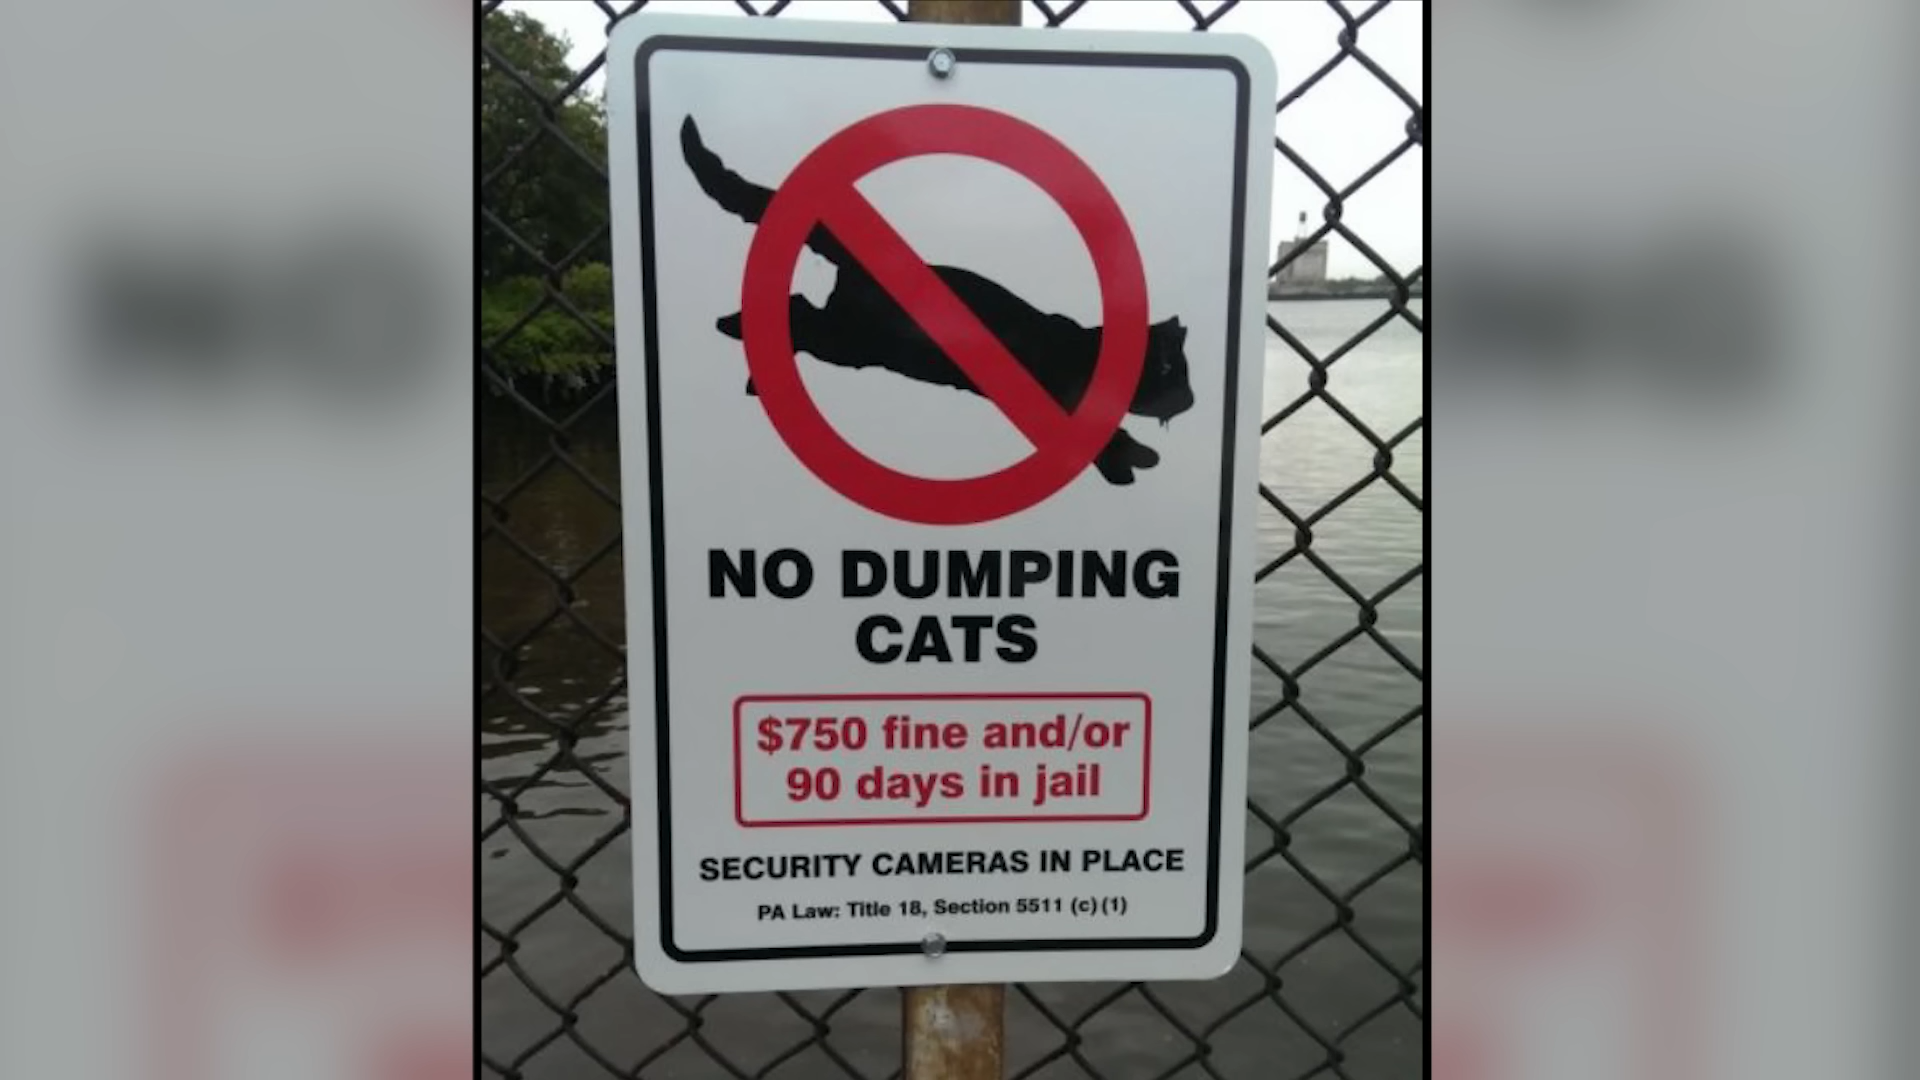 NO DUMPING
CATS
$750 fine and/or
90 days in jail
SECURITY CAMERAS IN PLACE
PA Law: Title 18, Section 5511 (c) (1)